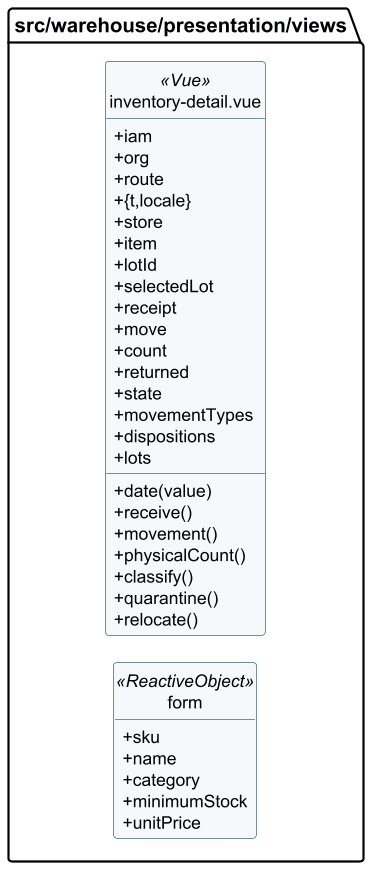 src/warehouse/presentation/views
«Vue»
inventory-detail.vue
+iam
+org
+route
+{t,locale}
+store
+item
+lotId
+selectedLot
+receipt
+move
+count
+returned
+state
+movementTypes
+dispositions
+lots
+date(value)
+receive()
+movement()
+physicalCount()
+classify()
+quarantine()
+relocate()
«ReactiveObject»
form
+sku
+name
+category
+minimumStock
+unitPrice